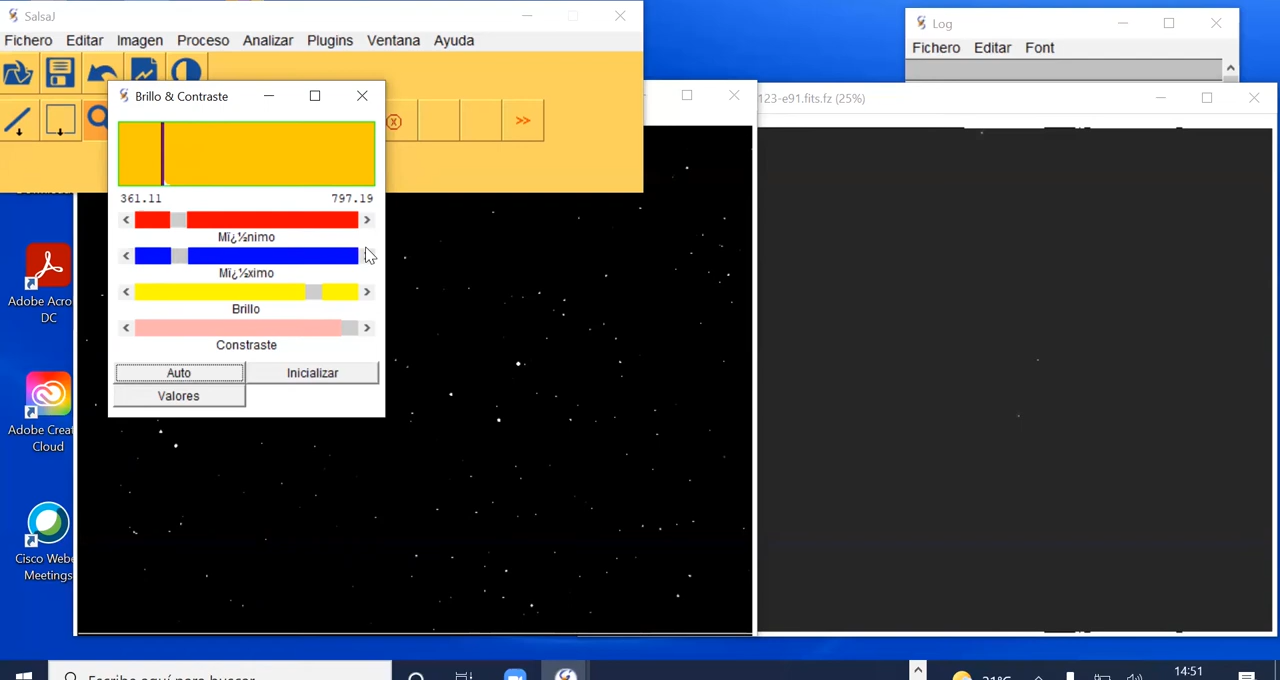 SalsaJ
Fichero Editar Imagen Proceso Analizar Plugins Ventana Ayuda
>>
Log
Fichero Editar Font
123-e91.fits.fz (25%)
Brillo & Contraste
361.11 797.19
Mï¿½nimo
Mï¿½ximo
Brillo
Constraste
Auto Inicializar
Valores
Adobe Acro
DC
Adobe Creat
Cloud
Cisco Webe
Meetings
Escribe aquí para buscar
31°C
14:51